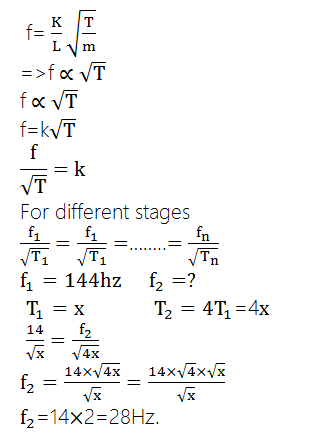 f= K/L √(T/m)
=>f ∝ √T
f ∝ √T
f=k√T
f/√T = k
For different stages
f₁/√T₁ = f₁/√T₁ =........= fₙ/√Tₙ
f₁ = 144hz f₂ =?
T₁ = x T₂ = 4T₁ =4x
14/√x = f₂/√4x
f₂ = 14×√4x/√x = 14×√4×√x/√x
f₂=14×2=28Hz.